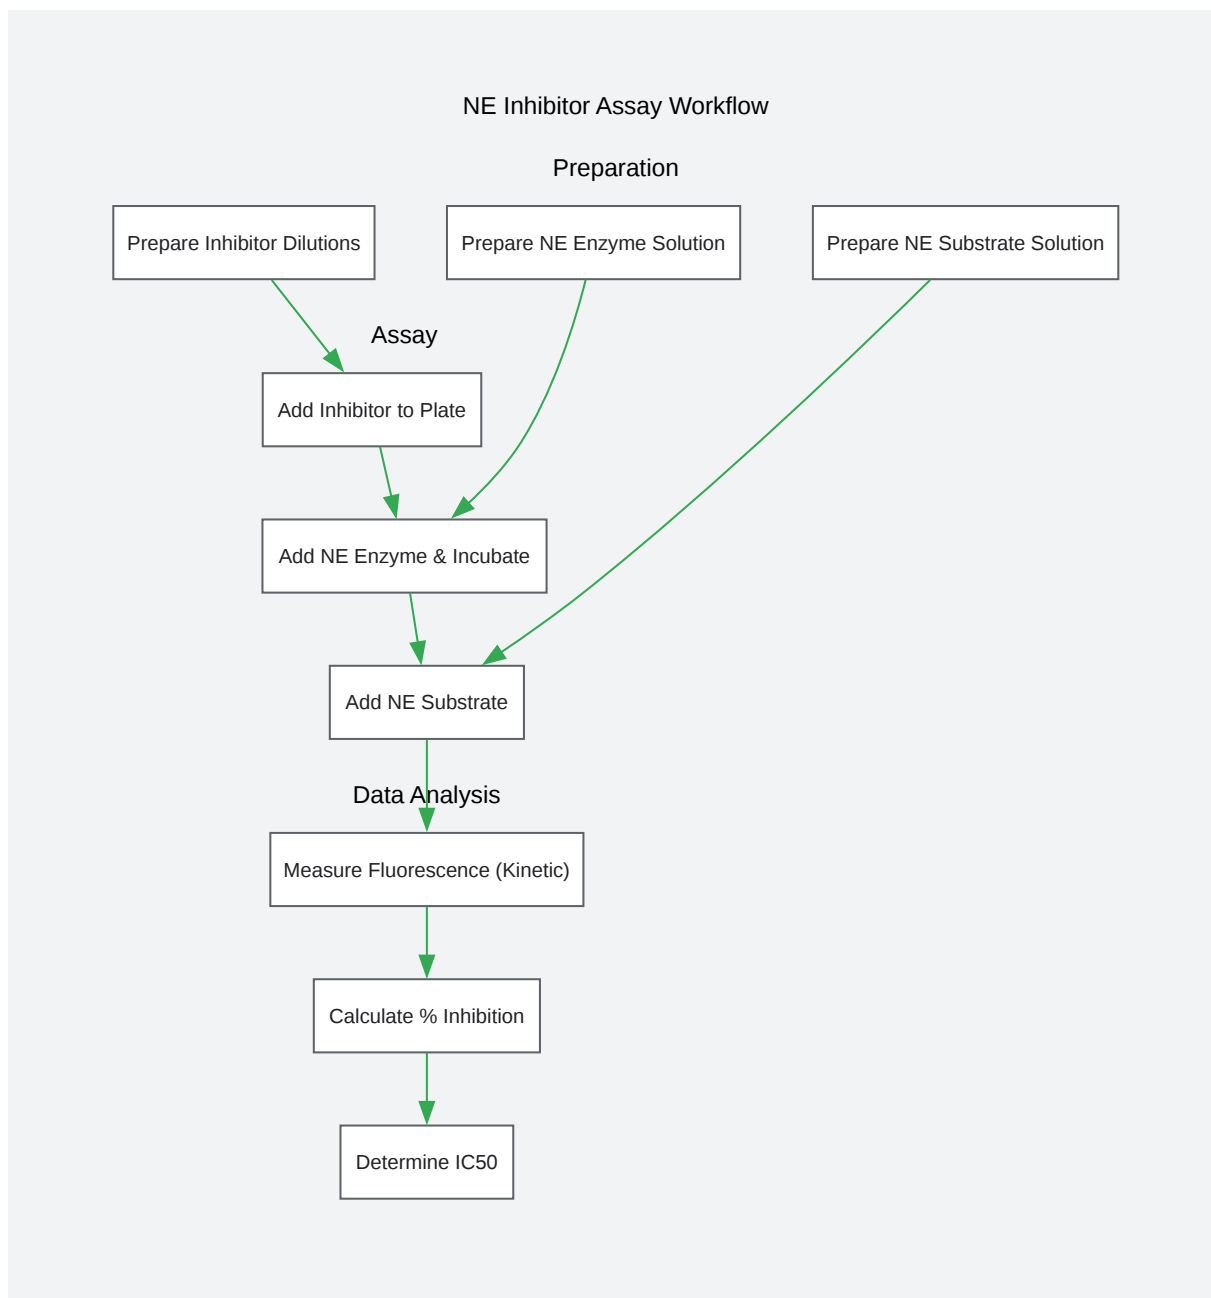 NE Inhibitor Assay Workflow
Preparation
Prepare Inhibitor Dilutions
Prepare NE Enzyme Solution
Prepare NE Substrate Solution
Assay
Add Inhibitor to Plate
Add NE Enzyme & Incubate
Add NE Substrate
Data Analysis
Measure Fluorescence (Kinetic)
Calculate % Inhibition
Determine IC50